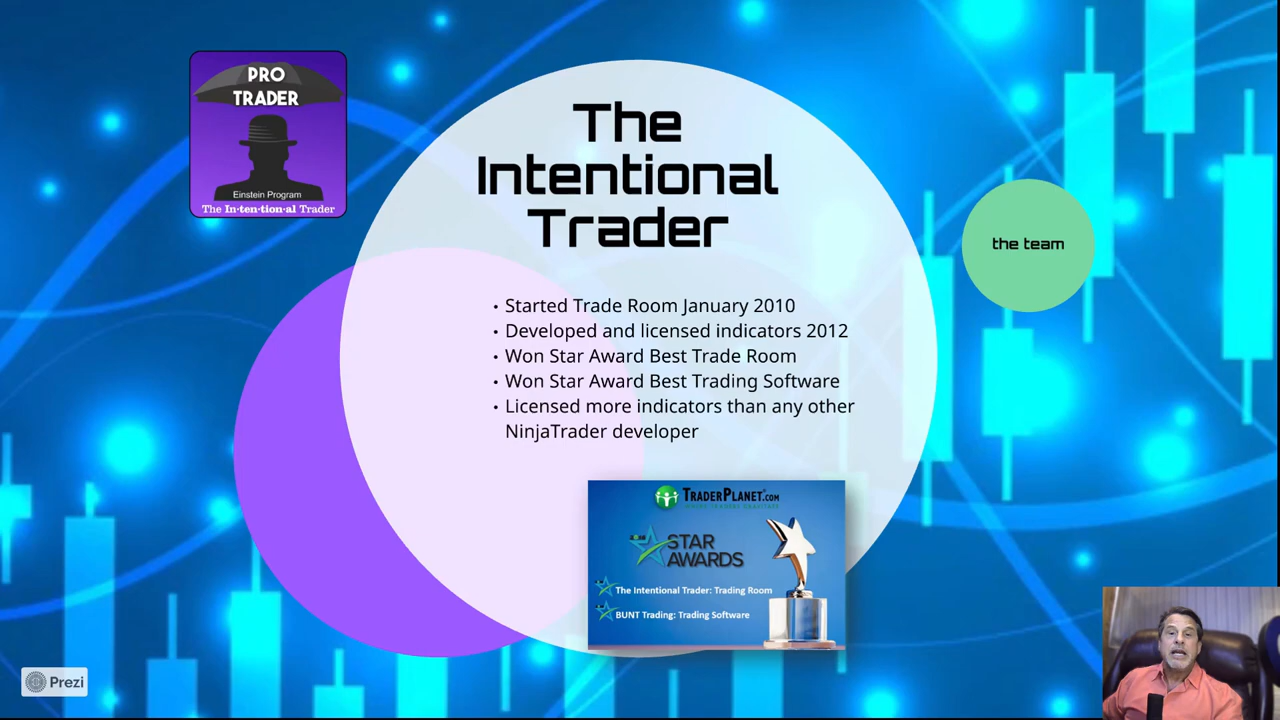 PRO
TRADER
Einstein Program
The In·ten·tion·al Trader
The
Intentional
Trader
the team
• Started Trade Room January 2010
• Developed and licensed indicators 2012
• Won Star Award Best Trade Room
• Won Star Award Best Trading Software
• Licensed more indicators than any other
NinjaTrader developer
TRADERPLANET.COM
STAR
AWARDS
The Intentional Trader: Trading Room
BUNT Trading: Trading Software
Prezi